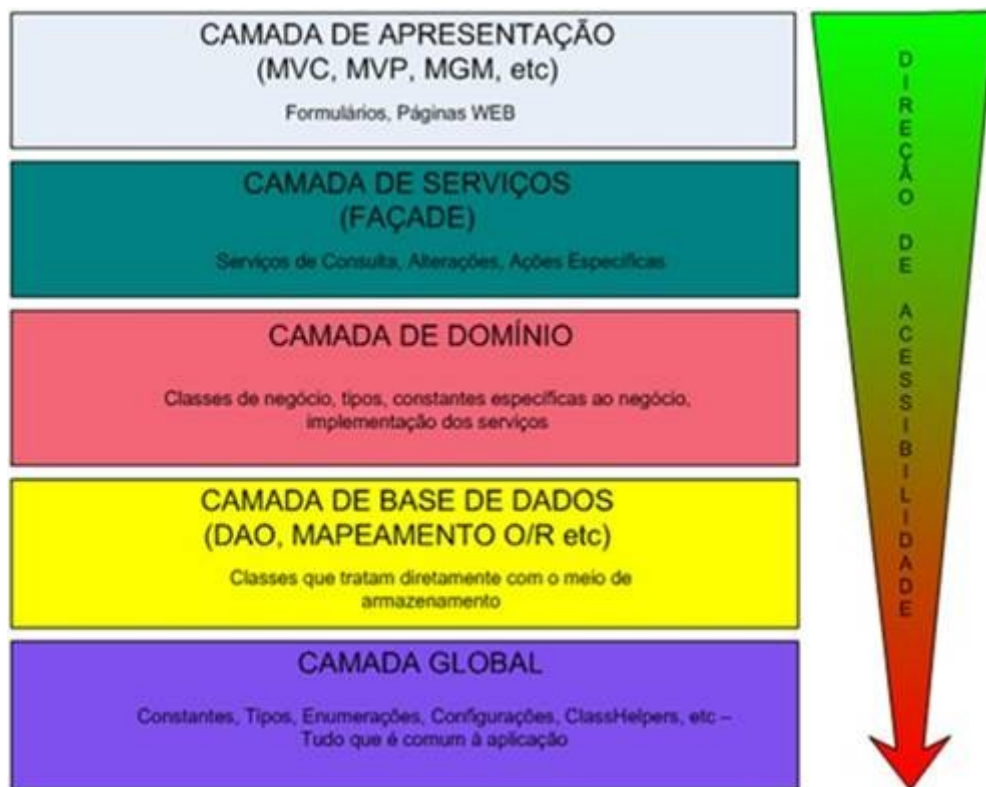 CAMADA DE APRESENTAÇÃO
(MVC, MVP, MGM, etc)
Formulários, Páginas WEB
CAMADA DE SERVIÇOS
(FAÇADE)
Serviços de Consulta, Alterações, Ações Específicas
CAMADA DE DOMÍNIO
Classes de negócio, tipos, constantes específicas ao negócio,
implementação dos serviços
CAMADA DE BASE DE DADOS
(DAO, MAPEAMENTO O/R etc)
Classes que tratam diretamente com o meio de
armazenamento
CAMADA GLOBAL
Constantes, Tipos, Enumerações, Configurações, ClassHelpers, etc –
Tudo que é comum à aplicação
DIREÇÃO DE ACESSIBILIDADE